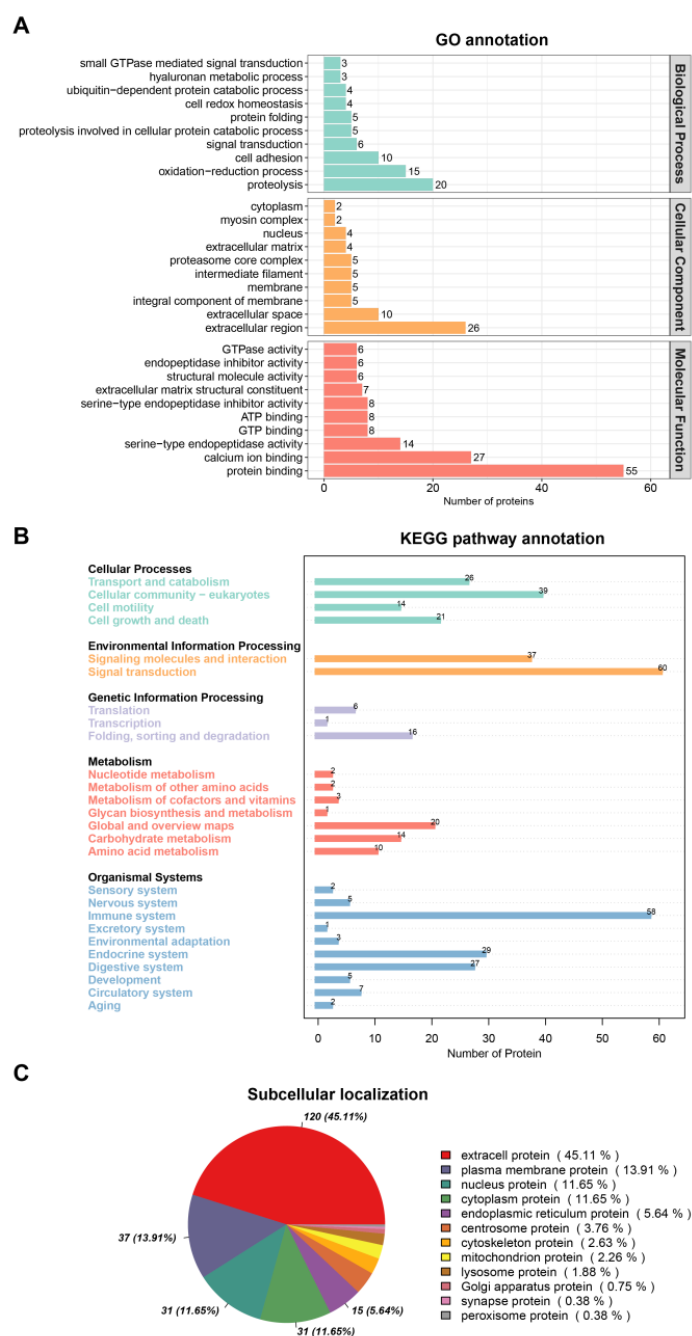 A
GO annotation
small GTPase mediated signal transduction 3
hyaluronan metabolic process 3
ubiquitin−dependent protein catabolic process 4
cell redox homeostasis 4
protein folding 5
proteolysis involved in cellular protein catabolic process 5
signal transduction 6
cell adhesion 10
oxidation−reduction process 15
proteolysis 20
Biological Process
cytoplasm 2
myosin complex 2
nucleus 4
extracellular matrix 4
proteasome core complex 5
intermediate filament 5
membrane 5
integral component of membrane 5
extracellular space 10
extracellular region 26
Cellular Component
GTPase activity 6
endopeptidase inhibitor activity 6
structural molecule activity 6
extracellular matrix structural constituent 7
serine−type endopeptidase inhibitor activity 8
ATP binding 8
GTP binding 8
serine−type endopeptidase activity 14
calcium ion binding 27
protein binding 55
Molecular Function
0 20 40 60
Number of proteins
B
KEGG pathway annotation
Cellular Processes
Transport and catabolism 26
Cellular community − eukaryotes 39
Cell motility 14
Cell growth and death 21
Environmental Information Processing
Signaling molecules and interaction 37
Signal transduction 60
Genetic Information Processing
Translation 6
Transcription 1
Folding, sorting and degradation 16
Metabolism
Nucleotide metabolism 2
Metabolism of other amino acids 2
Metabolism of cofactors and vitamins 3
Glycan biosynthesis and metabolism 1
Global and overview maps 20
Carbohydrate metabolism 14
Amino acid metabolism 10
Organismal Systems
Sensory system 2
Nervous system 5
Immune system 58
Excretory system 1
Environmental adaptation 3
Endocrine system 29
Digestive system 27
Development 5
Circulatory system 7
Aging 2
0 10 20 30 40 50 60
Number of Protein
C
Subcellular localization
120 (45.11%)
37 (13.91%)
31 (11.65%)
31 (11.65%)
15 (5.64%)
extracell protein ( 45.11 % )
plasma membrane protein ( 13.91 % )
nucleus protein ( 11.65 % )
cytoplasm protein ( 11.65 % )
endoplasmic reticulum protein ( 5.64 % )
centrosome protein ( 3.76 % )
cytoskeleton protein ( 2.63 % )
mitochondrion protein ( 2.26 % )
lysosome protein ( 1.88 % )
Golgi apparatus protein ( 0.75 % )
synapse protein ( 0.38 % )
peroxisome protein ( 0.38 % )